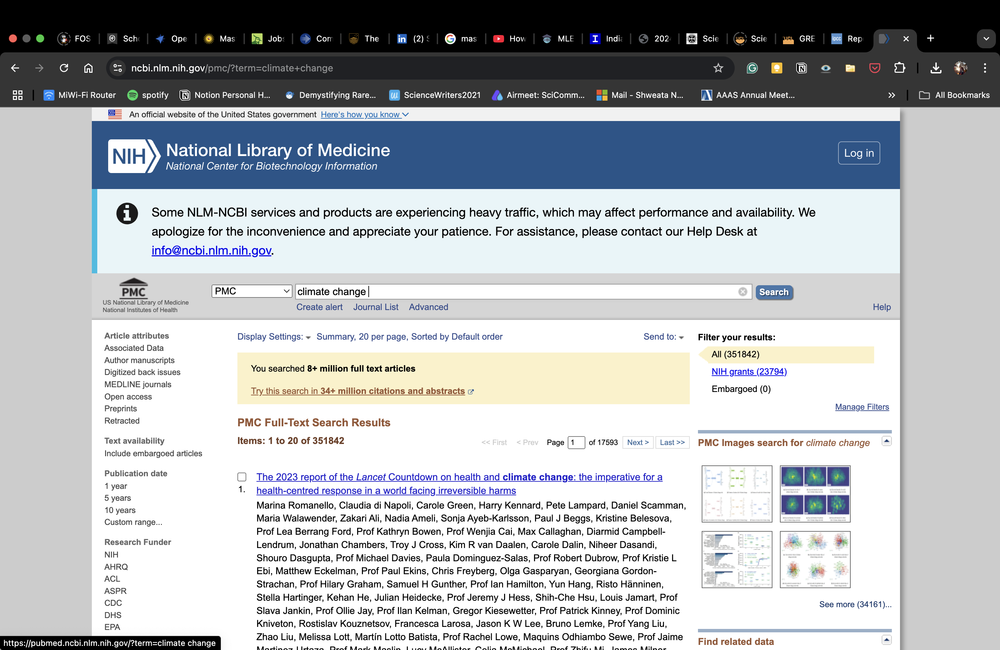 FOS
Sch
Ope
Mas
Jobs
Com
The
(2) S
mas
How
MLE
India
2024
Scie
Scie
GRE
Rep
ncbi.nlm.nih.gov/pmc/?term=climate+change
MiWi-Fi Router
spotify
Notion Personal H...
Demystifying Rare...
ScienceWriters2021
Airmeet: SciComm...
Mail - Shweata N...
AAAS Annual Meet...
All Bookmarks
An official website of the United States government Here's how you know
NIH
National Library of Medicine
National Center for Biotechnology Information
Log in
Some NLM-NCBI services and products are experiencing heavy traffic, which may affect performance and availability. We
apologize for the inconvenience and appreciate your patience. For assistance, please contact our Help Desk at
info@ncbi.nlm.nih.gov.
PMC
US National Library of Medicine
National Institutes of Health
PMC
climate change
Search
Create alert Journal List Advanced
Help
Article attributes
Associated Data
Author manuscripts
Digitized back issues
MEDLINE journals
Open access
Preprints
Retracted
Text availability
Include embargoed articles
Publication date
1 year
5 years
10 years
Custom range...
Research Funder
NIH
AHRQ
ACL
ASPR
CDC
DHS
EPA
Display Settings: Summary, 20 per page, Sorted by Default order
Send to:
You searched 8+ million full text articles
Try this search in 34+ million citations and abstracts
PMC Full-Text Search Results
Items: 1 to 20 of 351842
<< First < Prev Page 1 of 17593 Next > Last >>
1.
The 2023 report of the Lancet Countdown on health and climate change: the imperative for a
health-centred response in a world facing irreversible harms
Marina Romanello, Claudia di Napoli, Carole Green, Harry Kennard, Pete Lampard, Daniel Scamman,
Maria Walawender, Zakari Ali, Nadia Ameli, Sonja Ayeb-Karlsson, Paul J Beggs, Kristine Belesova,
Prof Lea Berrang Ford, Prof Kathryn Bowen, Prof Wenjia Cai, Max Callaghan, Diarmid Campbell-
Lendrum, Jonathan Chambers, Troy J Cross, Kim R van Daalen, Carole Dalin, Niheer Dasandi,
Shouro Dasgupta, Prof Michael Davies, Paula Dominguez-Salas, Prof Robert Dubrow, Prof Kristie L
Ebi, Matthew Eckelman, Prof Paul Ekins, Chris Freyberg, Olga Gasparyan, Georgiana Gordon-
Strachan, Prof Hilary Graham, Samuel H Gunther, Prof Ian Hamilton, Yun Hang, Risto Hänninen,
Stella Hartinger, Kehan He, Julian Heidecke, Prof Jeremy J Hess, Shih-Che Hsu, Louis Jamart, Prof
Slava Jankin, Prof Ollie Jay, Prof Ilan Kelman, Gregor Kiesewetter, Prof Patrick Kinney, Prof Dominic
Kniveton, Rostislav Kouznetsov, Francesca Larosa, Jason K W Lee, Bruno Lemke, Prof Yang Liu,
Zhao Liu, Melissa Lott, Martín Lotto Batista, Prof Rachel Lowe, Maquins Odhiambo Sewe, Prof Jaime
Martinez-Urtaza, Prof Mark Maslin, Lucy McAllister, Celia McMichael, Prof Zhifu Mi, James Milner,
Filter your results:
All (351842)
NIH grants (23794)
Embargoed (0)
Manage Filters
PMC Images search for climate change
See more (34161)...
Find related data
https://pubmed.ncbi.nlm.nih.gov/?term=climate change